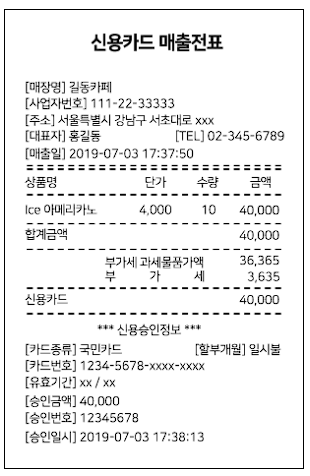 신용카드 매출전표
[매장명] 길동카페
[사업자번호] 111-22-33333
[주소] 서울특별시 강남구 서초대로 xxx
[대표자] 홍길동 [TEL] 02-345-6789
[매출일] 2019-07-03 17:37:50
상품명 단가 수량 금액
Ice 아메리카노 4,000 10 40,000
합계금액 40,000
부가세 과세물품가액 36,365
부 가 세 3,635
신용카드 40,000
*** 신용승인정보 ***
[카드종류] 국민카드 [할부개월] 일시불
[카드번호] 1234-5678-xxxx-xxxx
[유효기간] xx / xx
[승인금액] 40,000
[승인번호] 12345678
[승인일시] 2019-07-03 17:38:13